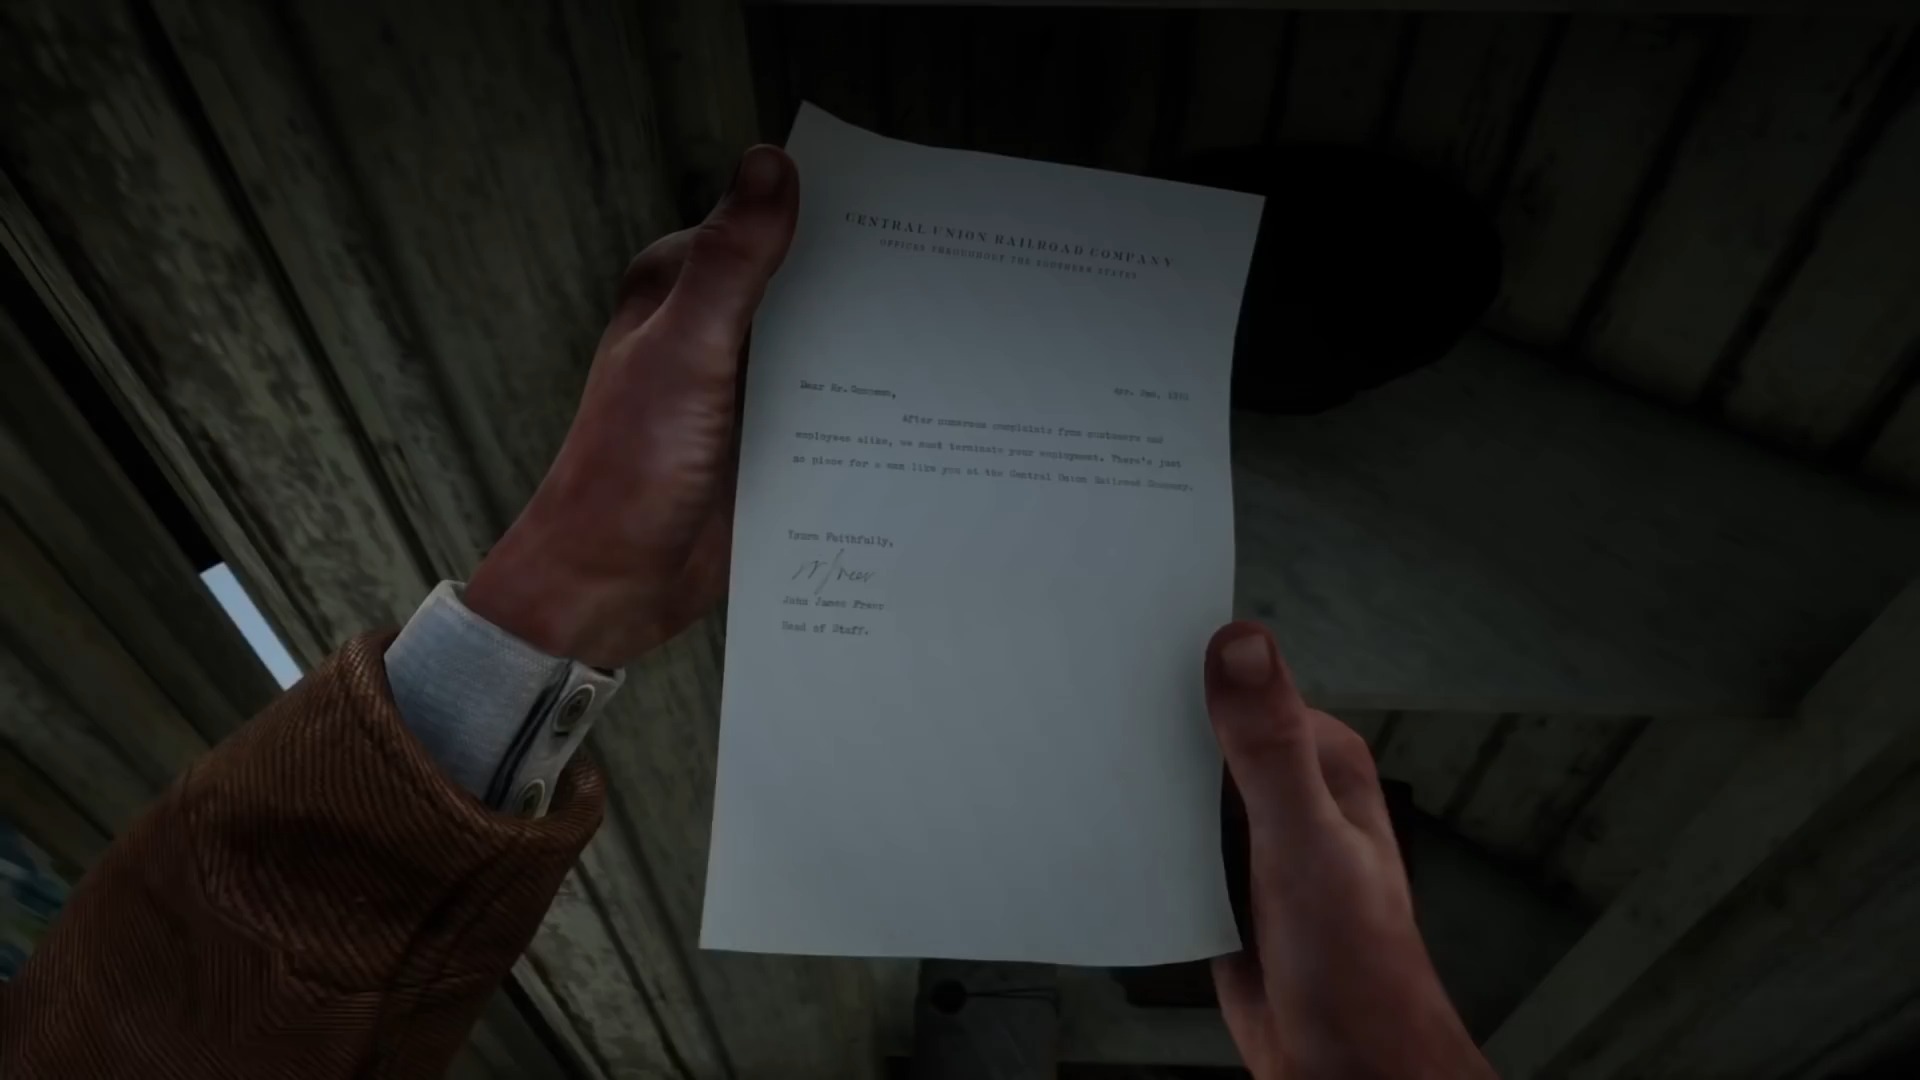 CENTRAL UNION RAILROAD COMPANY
OFFICES THROUGHOUT THE SOUTHERN STATES
Dear Mr.
After numerous complaints from customers and
employees alike, we must terminate your employment. There's just
no place for a man like you at the Central Union Railroad Company.
Yours Faithfully,
John James Freer
Head of Staff.